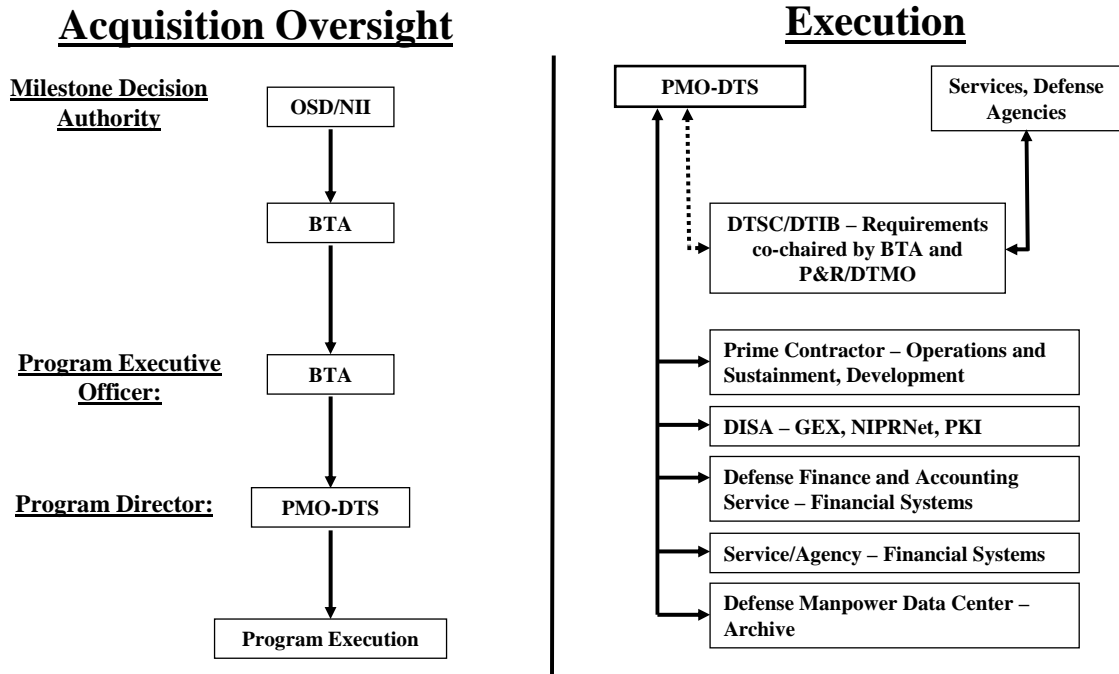 Acquisition Oversight
Milestone Decision
Authority
OSD/NII
BTA
Program Executive
Officer:
BTA
Program Director:
PMO-DTS
Program Execution
Execution
PMO-DTS
Services, Defense
Agencies
DTSC/DTIB – Requirements
co-chaired by BTA and
P&R/DTMO
Prime Contractor – Operations and
Sustainment, Development
DISA – GEX, NIPRNet, PKI
Defense Finance and Accounting
Service – Financial Systems
Service/Agency – Financial Systems
Defense Manpower Data Center –
Archive